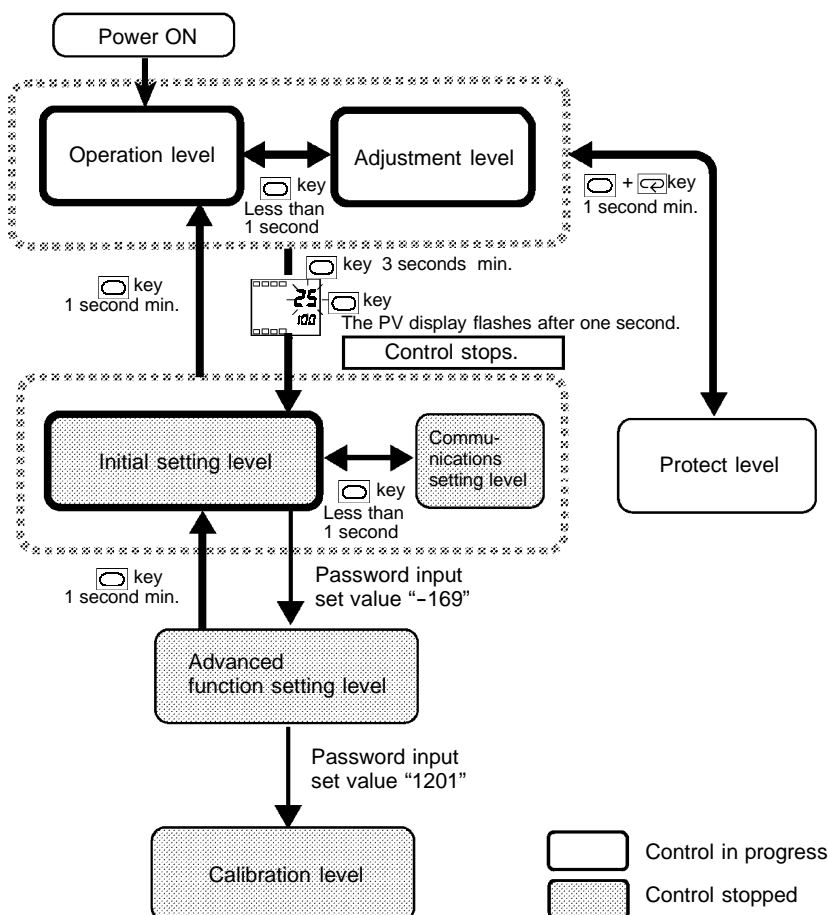 Power ON
Operation level
Adjustment level
key
Less than
1 second
+ key
1 second min.
key
1 second min.
key 3 seconds min.
25
100
key
The PV display flashes after one second.
Control stops.
Initial setting level
Commu-
nications
setting level
key
Less than
1 second
Protect level
key
1 second min.
Password input
set value “-169”
Advanced
function setting level
Password input
set value “1201”
Calibration level
Control in progress
Control stopped